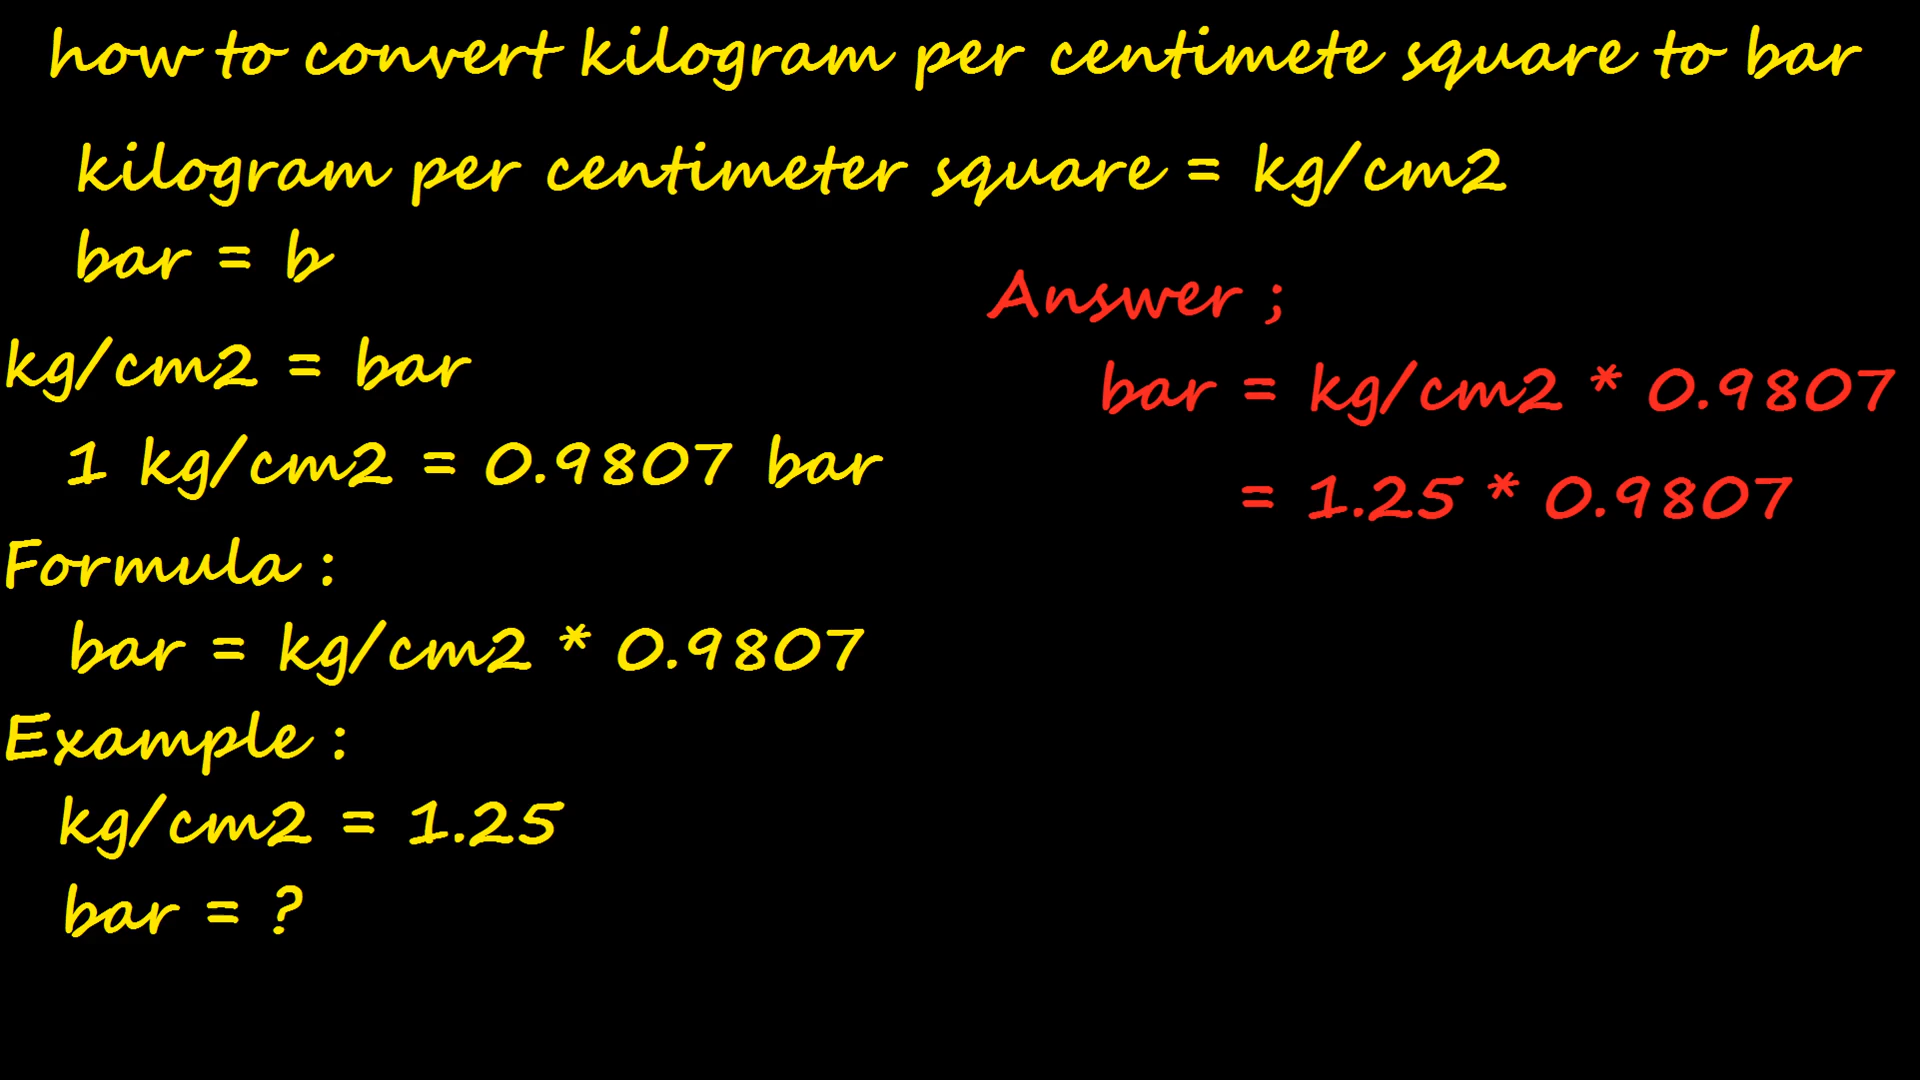 how to convert kilogram per centimete square to bar
kilogram per centimeter square = kg/cm2
bar = b
kg/cm2 = bar
1 kg/cm2 = 0.9807 bar
Formula :
bar = kg/cm2 * 0.9807
Example :
kg/cm2 = 1.25
bar = ?
Answer ;
bar = kg/cm2 * 0.9807
= 1.25 * 0.9807